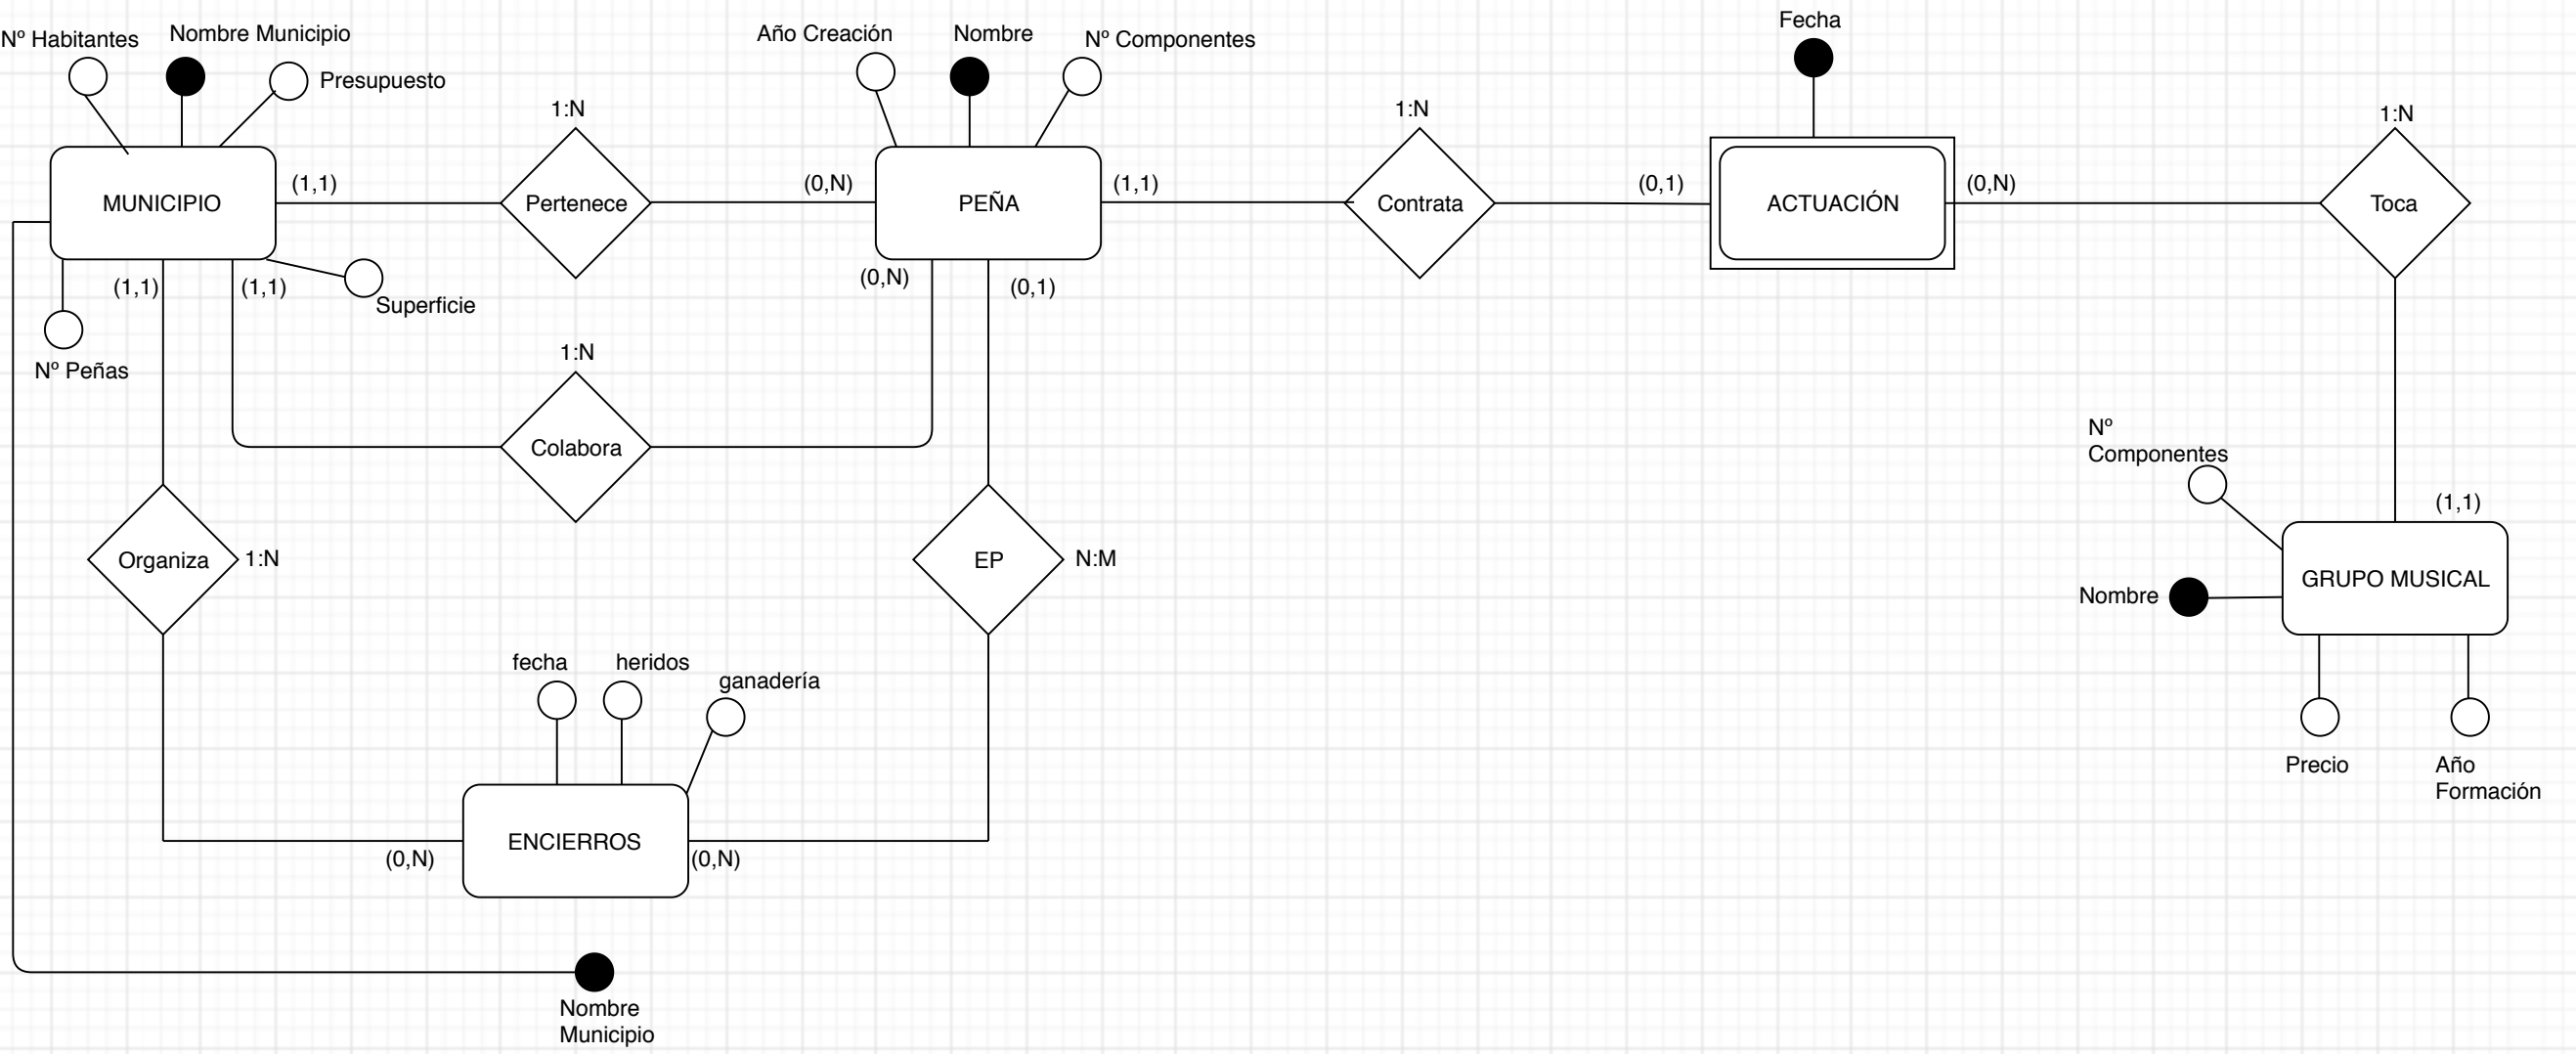 Fecha
Nº Habitantes
Nombre Municipio
Año Creación
Nombre
Nº Componentes
Presupuesto
1:N
1:N
1:N
MUNICIPIO
(1,1)
Pertenece
(0,N)
PEÑA
(1,1)
Contrata
(0,1)
ACTUACIÓN
(0,N)
Toca
(1,1)
(1,1)
Superficie
(0,N)
(0,1)
Nº Peñas
1:N
Colabora
Nº
Componentes
(1,1)
Organiza
1:N
EP
N:M
GRUPO MUSICAL
Nombre
fecha
heridos
ganadería
Precio
Año
Formación
ENCIERROS
(0,N)
(0,N)
Nombre
Municipio